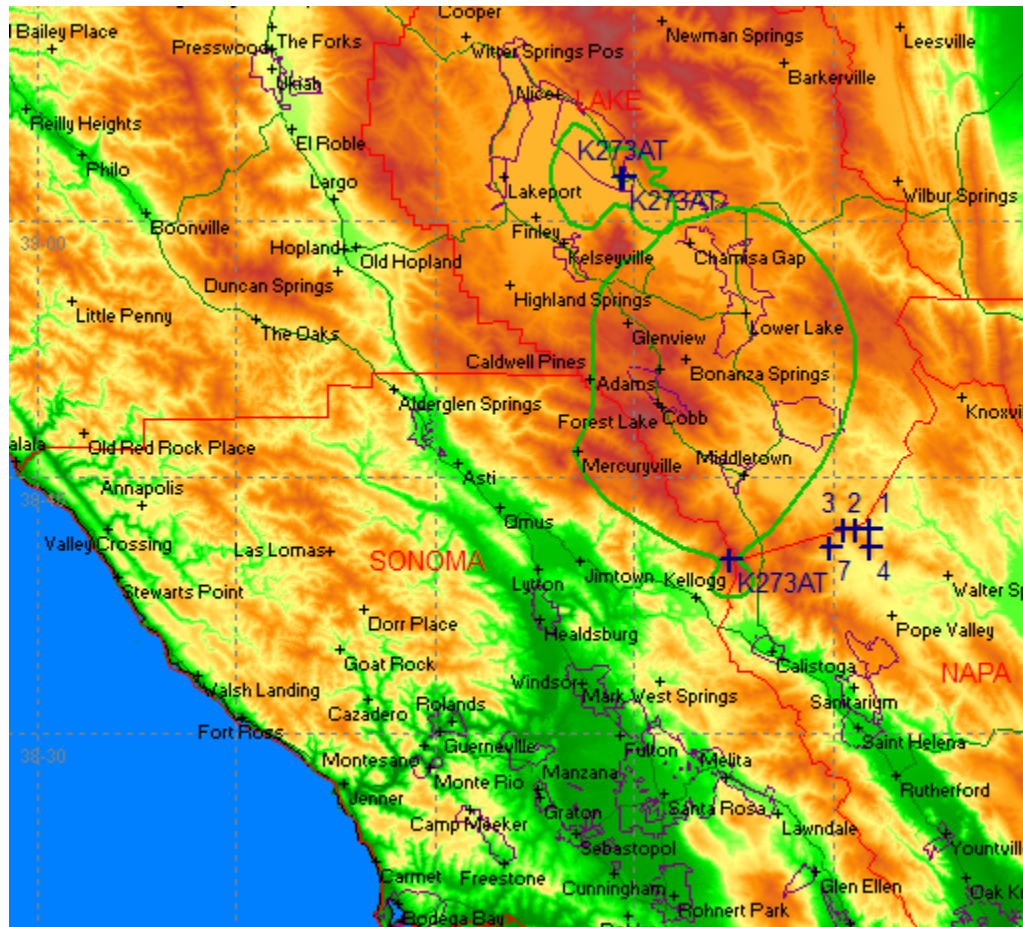 Cooper
Bailey Place
Presswood
The Forks
Witter Springs Pos
Newman Springs
Leesville
Ukiah
Barkerville
Nice
LAKE
Reilly Heights
El Roble
K273AT
Philo
Largo
Lakeport
K273AT
Wilbur Springs
Boonville
Finley
39-00
Hopland
Old Hopland
Kelseyville
Chamisa Gap
Duncan Springs
Highland Springs
Little Penny
The Oaks
Glenview
Lower Lake
Caldwell Pines
Adams
Bonanza Springs
Alderglen Springs
Knoxvi
Forest Lake
Cobb
alala
Old Red Rock Place
Mercuryville
Middletown
Asti
Annapolis
38-45
Omus
3 2 1
Valley Crossing
Las Lomas
SONOMA
Lytton
Jimtown
Kellogg
K273AT
7 4
Stewarts Point
Walter Sp
Dorr Place
Healdsburg
Pope Valley
Goat Rock
Calistoga
NAPA
Walsh Landing
Windsor
Mark West Springs
Sanitarium
Cazadero
Rolands
Fort Ross
Guerneville
Fulton
Saint Helena
38-30
Montesano
Melita
Monte Rio
Manzana
Rutherford
Jenner
Graton
Santa Rosa
Camp Meeker
Lawndale
Sebastopol
Yountvill
Carmet
Freestone
Cunningham
Glen Ellen
Oak Kn
Bodega Bay
Rohnert Park